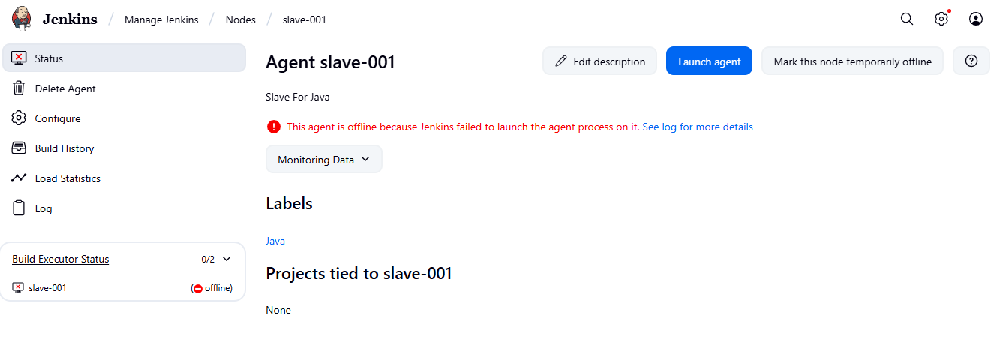 Jenkins / Manage Jenkins / Nodes / slave-001
Status
Delete Agent
Configure
Build History
Load Statistics
Log
Build Executor Status 0/2
slave-001 (offline)
Agent slave-001
Edit description
Launch agent
Mark this node temporarily offline
Slave For Java
This agent is offline because Jenkins failed to launch the agent process on it. See log for more details
Monitoring Data
Labels
Java
Projects tied to slave-001
None